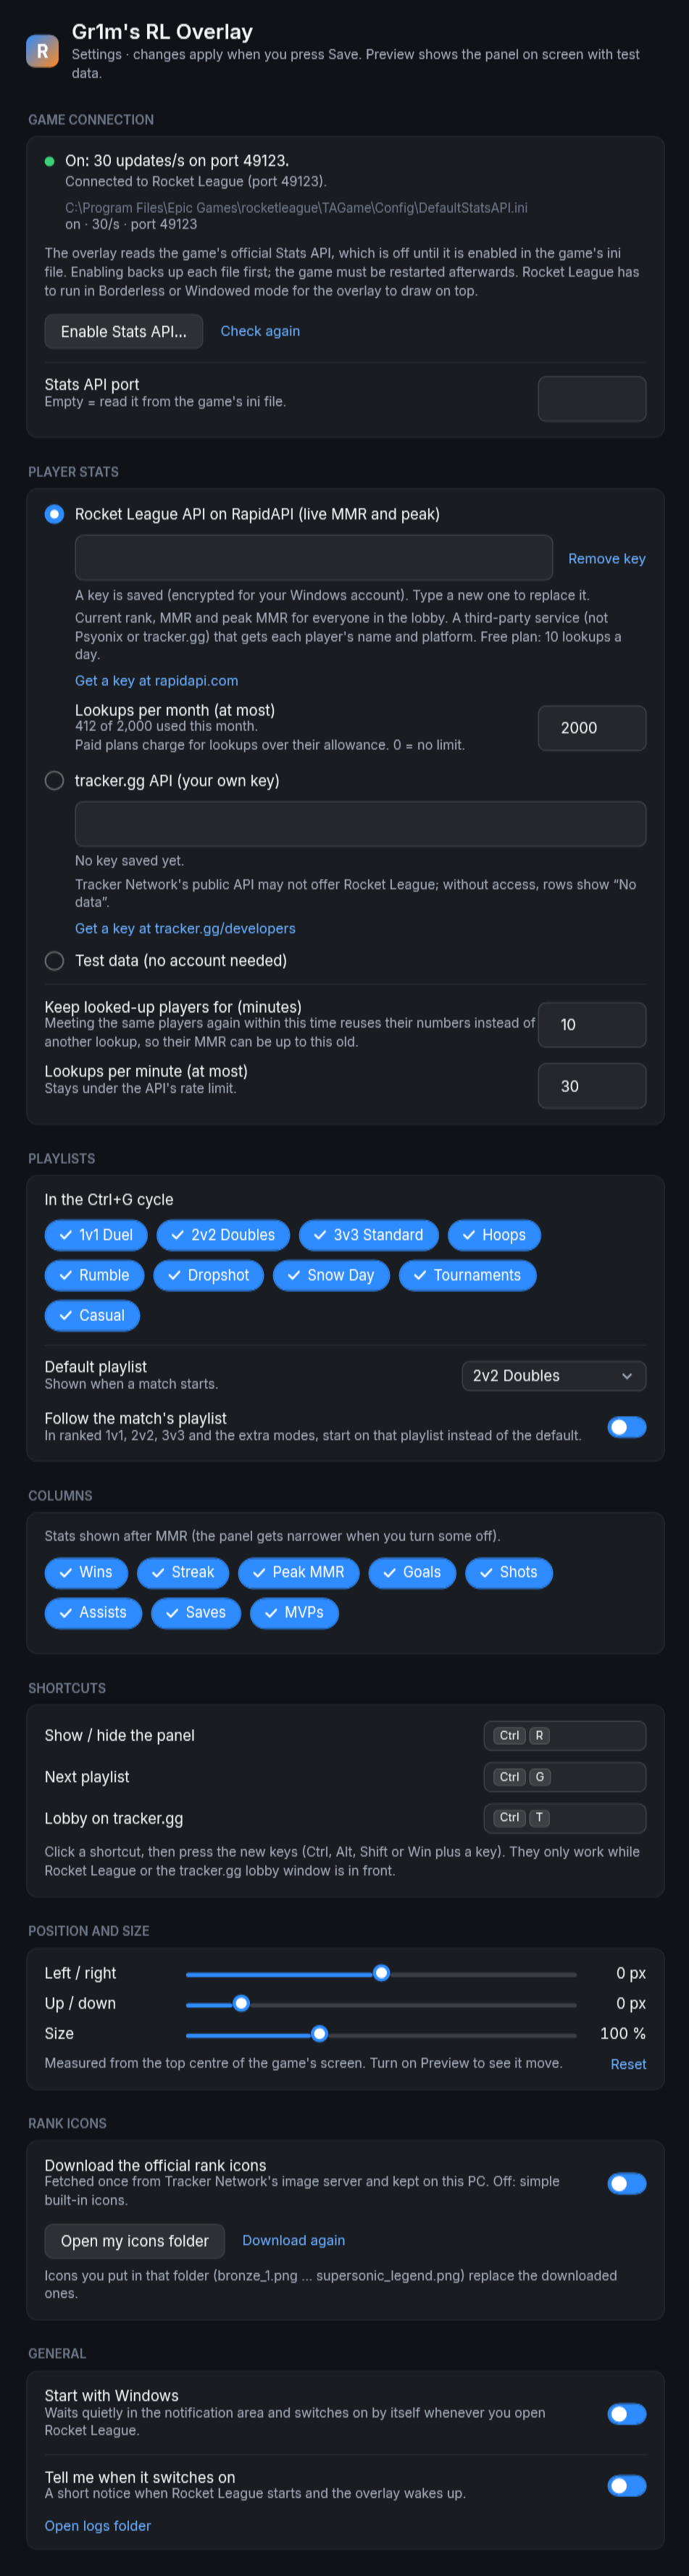 R
Gr1m's RL Overlay
Settings · changes apply when you press Save. Preview shows the panel on screen with test
data.
GAME CONNECTION
On: 30 updates/s on port 49123.
Connected to Rocket League (port 49123).
C:\Program Files\Epic Games\rocketleague\TAGame\Config\DefaultStatsAPI.ini
on · 30/s · port 49123
The overlay reads the game's official Stats API, which is off until it is enabled in the game's ini
file. Enabling backs up each file first; the game must be restarted afterwards. Rocket League has
to run in Borderless or Windowed mode for the overlay to draw on top.
Enable Stats API... Check again
Stats API port
Empty = read it from the game's ini file.
PLAYER STATS
Rocket League API on RapidAPI (live MMR and peak)
Remove key
A key is saved (encrypted for your Windows account). Type a new one to replace it.
Current rank, MMR and peak MMR for everyone in the lobby. A third-party service (not
Psyonix or tracker.gg) that gets each player's name and platform. Free plan: 10 lookups a
day.
Get a key at rapidapi.com
Lookups per month (at most)
412 of 2,000 used this month.
Paid plans charge for lookups over their allowance. 0 = no limit.
2000
tracker.gg API (your own key)
No key saved yet.
Tracker Network's public API may not offer Rocket League; without access, rows show “No
data”.
Get a key at tracker.gg/developers
Test data (no account needed)
Keep looked-up players for (minutes)
Meeting the same players again within this time reuses their numbers instead of
another lookup, so their MMR can be up to this old.
10
Lookups per minute (at most)
Stays under the API's rate limit.
30
PLAYLISTS
In the Ctrl+G cycle
1v1 Duel 2v2 Doubles 3v3 Standard Hoops
Rumble Dropshot Snow Day Tournaments
Casual
Default playlist
Shown when a match starts.
2v2 Doubles
Follow the match's playlist
In ranked 1v1, 2v2, 3v3 and the extra modes, start on that playlist instead of the default.
COLUMNS
Stats shown after MMR (the panel gets narrower when you turn some off).
Wins Streak Peak MMR Goals Shots
Assists Saves MVPs
SHORTCUTS
Show / hide the panel Ctrl R
Next playlist Ctrl G
Lobby on tracker.gg Ctrl T
Click a shortcut, then press the new keys (Ctrl, Alt, Shift or Win plus a key). They only work while
Rocket League or the tracker.gg lobby window is in front.
POSITION AND SIZE
Left / right 0 px
Up / down 0 px
Size 100 %
Measured from the top centre of the game's screen. Turn on Preview to see it move. Reset
RANK ICONS
Download the official rank icons
Fetched once from Tracker Network's image server and kept on this PC. Off: simple
built-in icons.
Open my icons folder Download again
Icons you put in that folder (bronze_1.png ... supersonic_legend.png) replace the downloaded
ones.
GENERAL
Start with Windows
Waits quietly in the notification area and switches on by itself whenever you open
Rocket League.
Tell me when it switches on
A short notice when Rocket League starts and the overlay wakes up.
Open logs folder